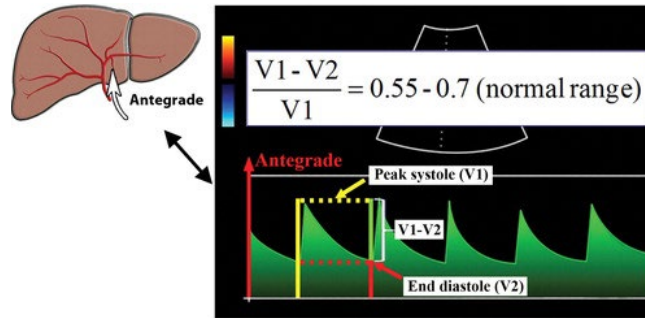 V1 - V2
V1
= 0.55 - 0.7 (normal range)
Antegrade
Antegrade
Peak systole (V1)
V1-V2
End diastole (V2)